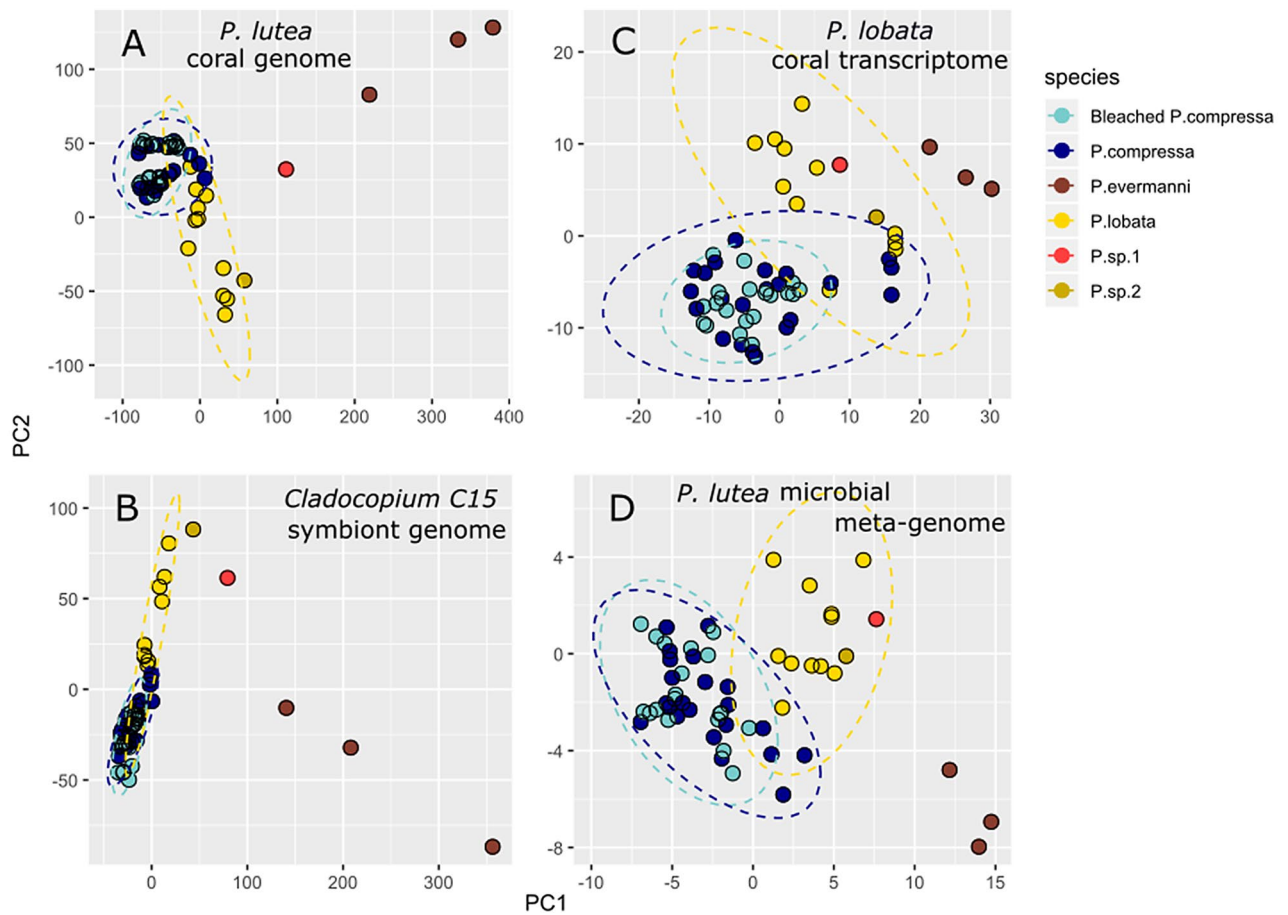 A
P. lutea
coral genome
100
50
0
-50
-100
-100
0
100
200
300
400
C
P. lobata
coral transcriptome
20
10
0
-10
-20
-10
0
10
20
30
species
Bleached P.compressa
P.compressa
P.evermanni
P.lobata
P.sp.1
P.sp.2
PC2
B
Cladocopium C15
symbiont genome
100
50
0
-50
0
100
200
300
D
P. lutea microbial
meta-genome
4
0
-4
-8
-10
-5
0
5
10
15
PC1